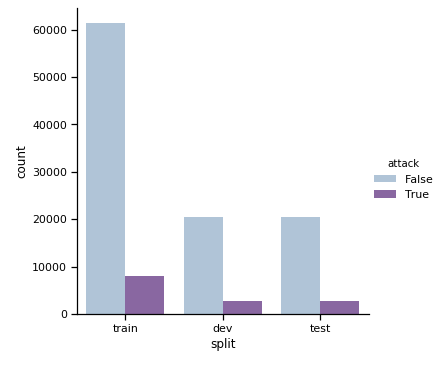 60000
50000
40000
30000
20000
10000
0
count
train
dev
test
split
attack
False
True